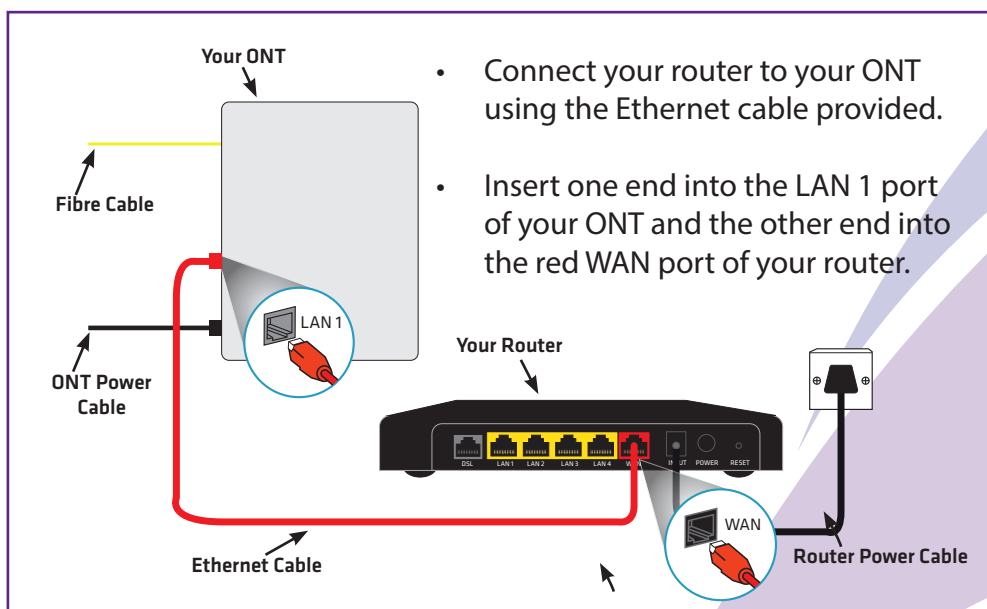 Your ONT
• Connect your router to your ONT
using the Ethernet cable provided.
• Insert one end into the LAN 1 port
of your ONT and the other end into
the red WAN port of your router.
Fibre Cable
LAN 1
ONT Power
Cable
Your Router
DSL LAN 1 LAN 2 LAN 3 LAN 4 WAN INPUT POWER RESET
WAN
Ethernet Cable
Router Power Cable